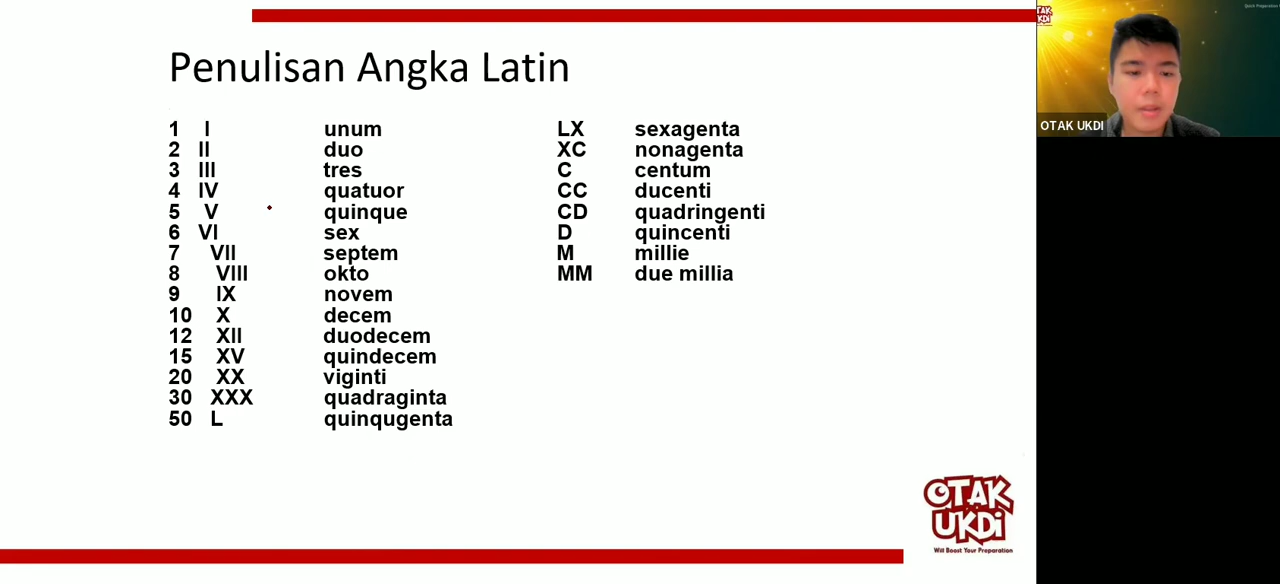 Penulisan Angka Latin
1 I unum
2 II duo
3 III tres
4 IV quatuor
5 V quinque
6 VI sex
7 VII septem
8 VIII okto
9 IX novem
10 X decem
12 XII duodecem
15 XV quindecem
20 XX viginti
30 XXX quadraginta
50 L quinqugenta
LX sexagenta
XC nonagenta
C centum
CC ducenti
CD quadringenti
D quincenti
M millie
MM due millia
OTAK
UKDi
Will Boost Your Preparation
OTAK UKDI